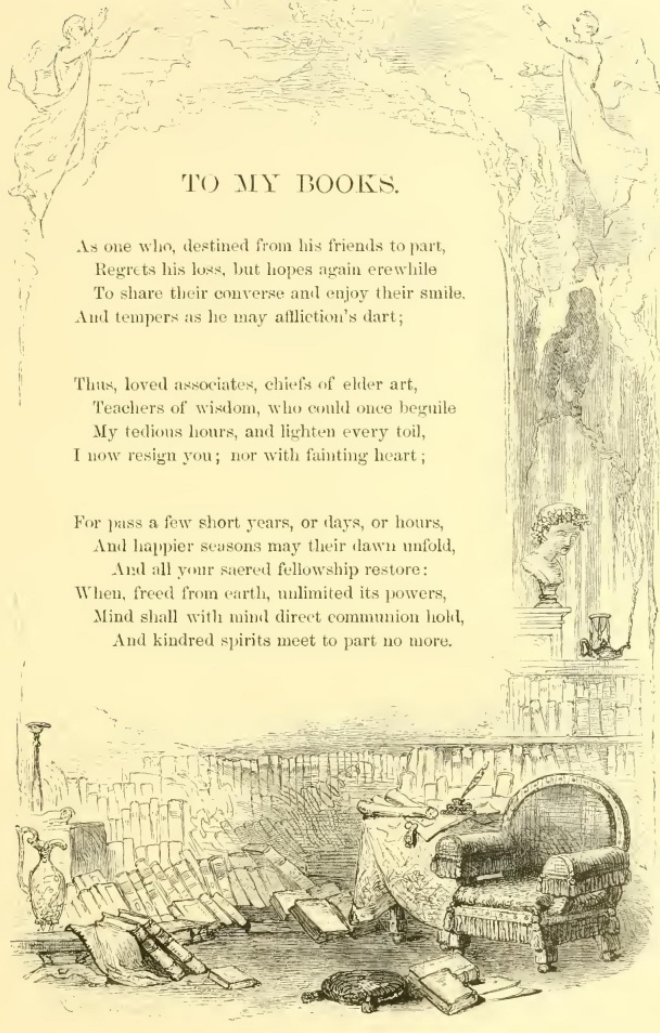 TO MY BOOKS.
As one who, destined from his friends to part,
Regrets his loss, but hopes again erewhile
To share their converse and enjoy their smile,
And tempers as he may affliction's dart;
Thus, loved associates, chiefs of elder art,
Teachers of wisdom, who could once beguile
My tedious hours, and lighten every toil,
I now resign you; nor with fainting heart;
For pass a few short years, or days, or hours,
And happier seasons may their dawn unfold,
And all your sacred fellowship restore:
When, freed from earth, unlimited its powers,
Mind shall with mind direct communion hold,
And kindred spirits meet to part no more.